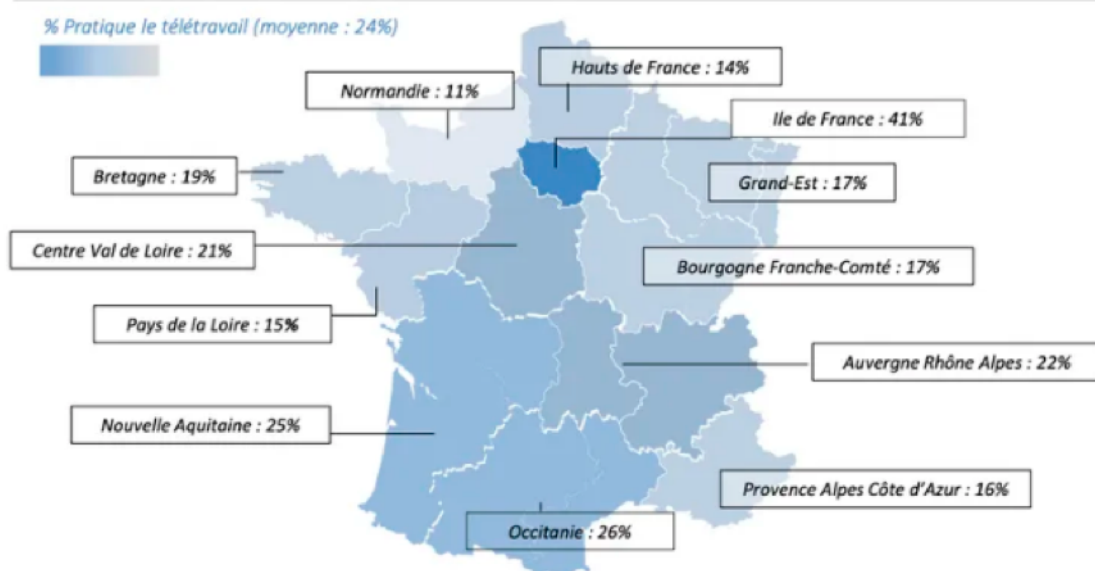 % Pratique le télétravail (moyenne : 24%)
Hauts de France : 14%
Normandie : 11%
Ile de France : 41%
Bretagne : 19%
Grand-Est : 17%
Centre Val de Loire : 21%
Bourgogne Franche-Comté : 17%
Pays de la Loire : 15%
Auvergne Rhône Alpes : 22%
Nouvelle Aquitaine : 25%
Provence Alpes Côte d'Azur : 16%
Occitanie : 26%